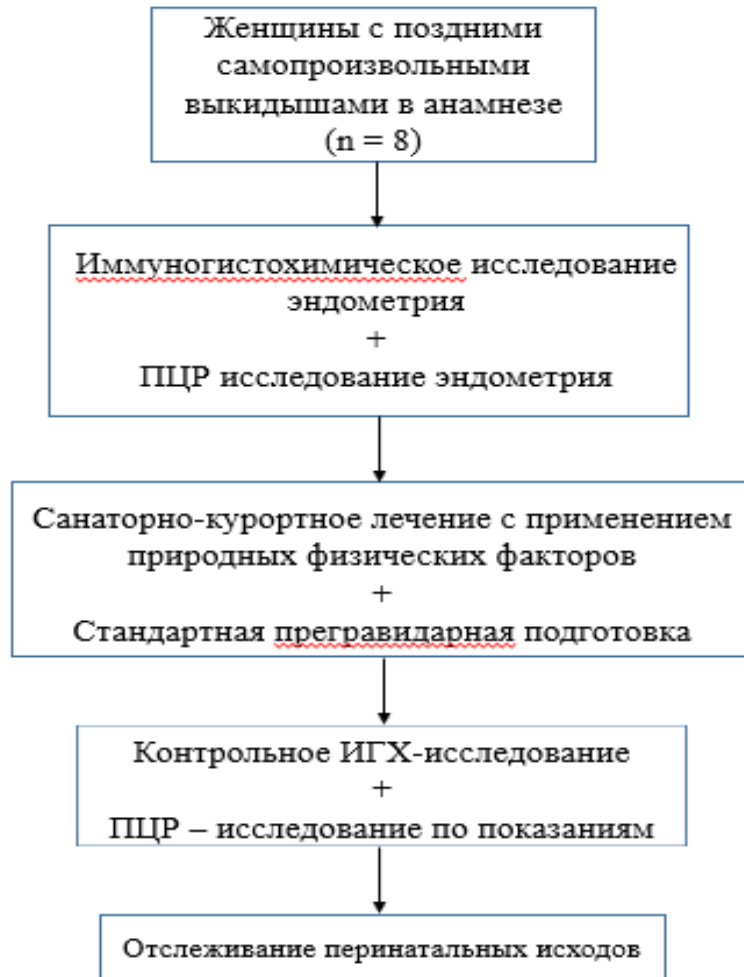 Женщины с поздними
самопроизвольными
выкидышами в анамнезе
(n = 8)
Иммуногистохимическое исследование
эндометрия
+
ПЦР исследование эндометрия
Санаторно-курортное лечение с применением
природных физических факторов
+
Стандартная прегравидарная подготовка
Контрольное ИГХ-исследование
+
ПЦР – исследование по показаниям
Отслеживание перинатальных исходов